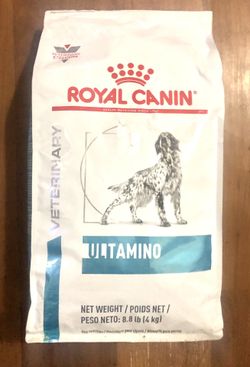 ROYAL CANIN
VETERINARY
ULTAMINO
NET WEIGHT / POIDS NET /
PESO NETO: 8.8 lb (4 kg)